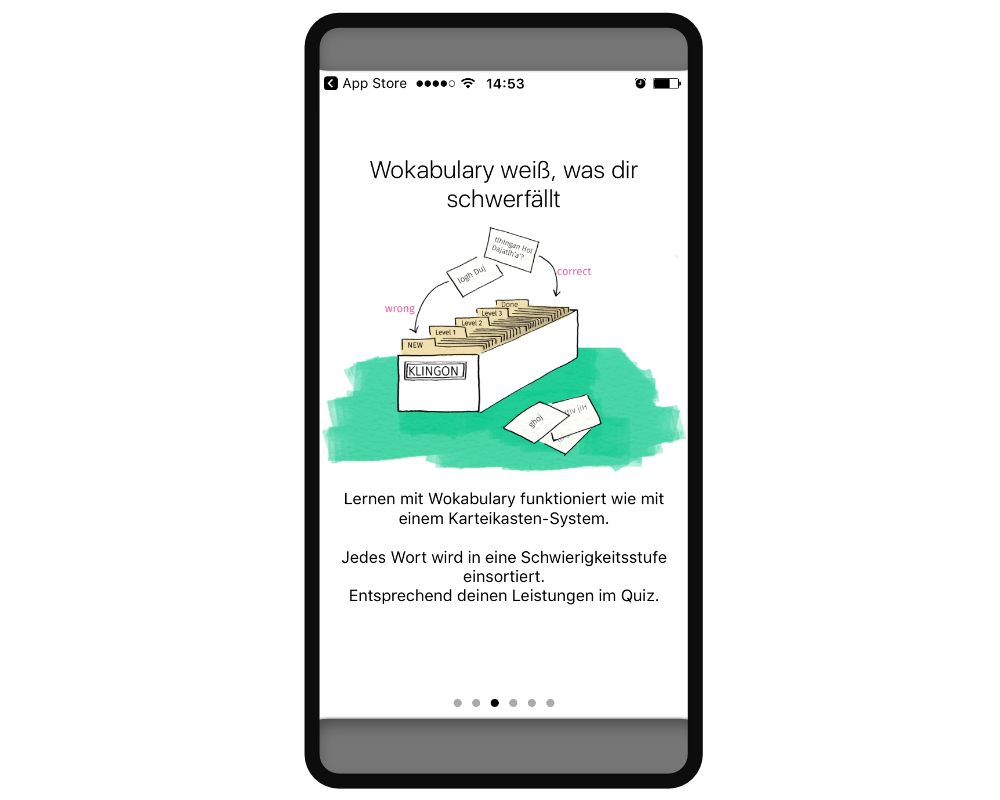 App Store 14:53
Wokabulary weiß, was dir
schwerfällt
tlhIngan Hol
Dajatlh'a'?
logh Duj
correct
wrong
Done
Level 3
Level 2
Level 1
NEW
KLINGON
ghoj
Lernen mit Wokabulary funktioniert wie mit
einem Karteikasten-System.
Jedes Wort wird in eine Schwierigkeitsstufe
einsortiert.
Entsprechend deinen Leistungen im Quiz.